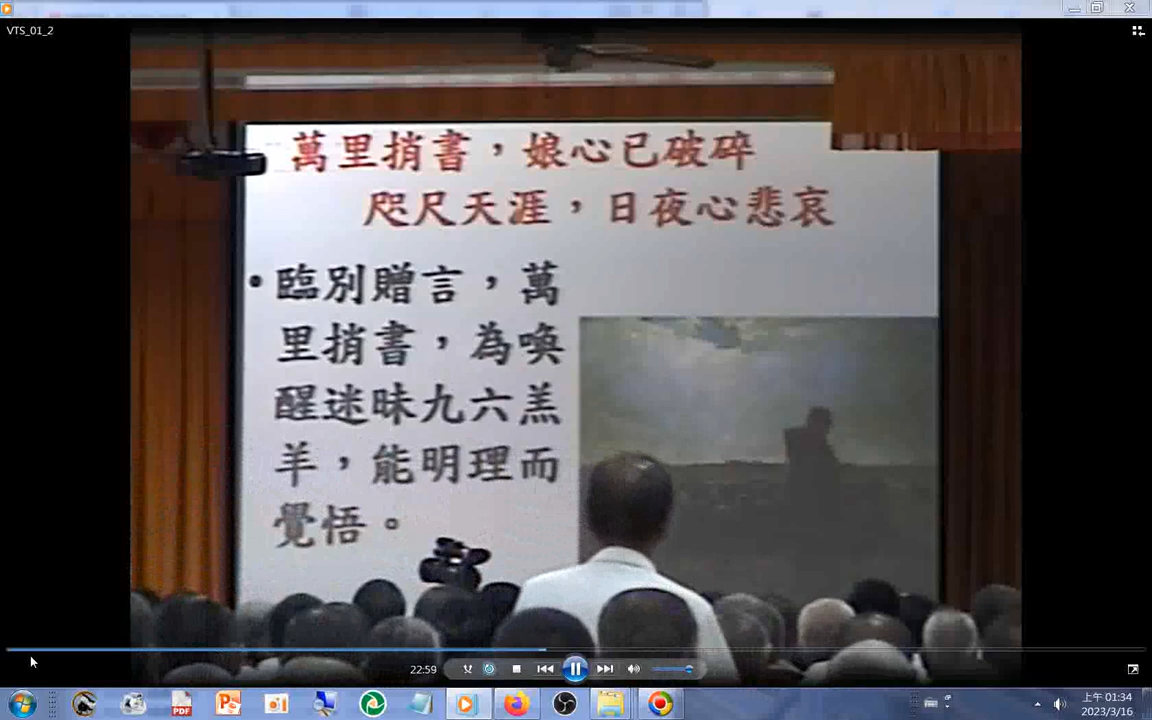 VTS_01_2
萬里捎書，娘心已破碎
咫尺天涯，日夜心悲哀
•臨別贈言，萬
里捎書，為喚
醒迷昧九六羔
羊，能明理而
覺悟。
22:59
PDF
上午 01:34
2023/3/16